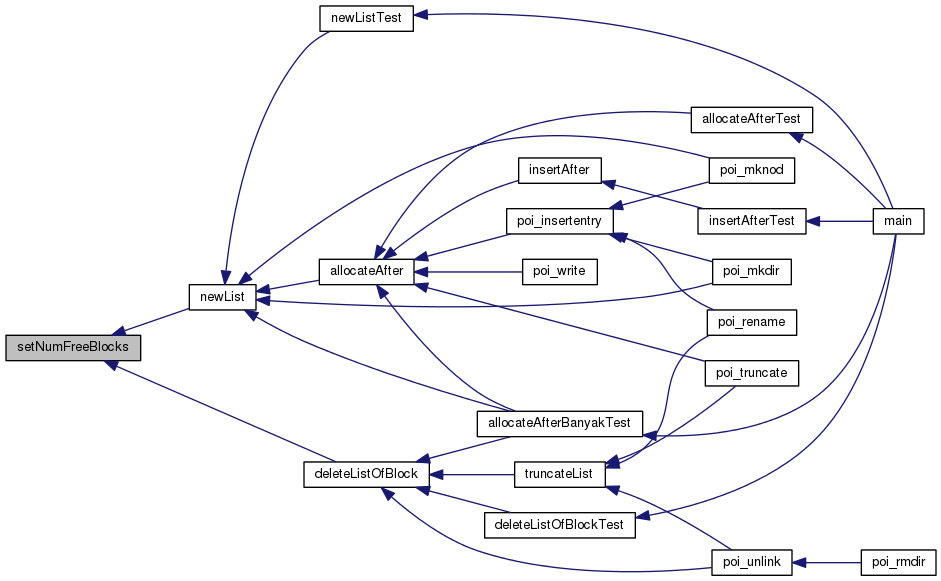 newListTest
allocateAfterTest
insertAfter
poi_mknod
poi_insertentry
insertAfterTest
main
allocateAfter
poi_write
poi_mkdir
newList
poi_rename
setNumFreeBlocks
poi_truncate
allocateAfterBanyakTest
deleteListOfBlock
truncateList
deleteListOfBlockTest
poi_unlink
poi_rmdir